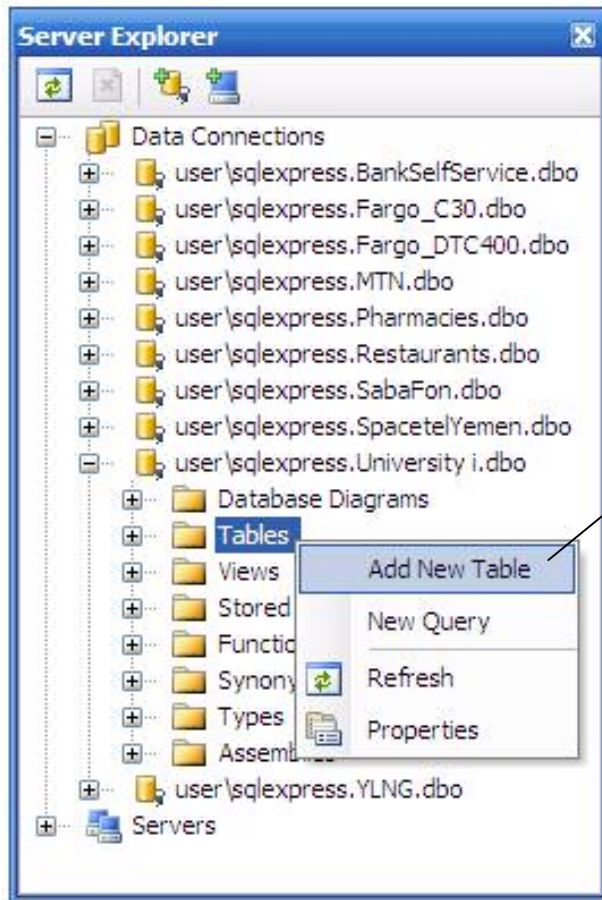 Server Explorer
Data Connections
user\sqlexpress.BankSelfService.dbo
user\sqlexpress.Fargo_C30.dbo
user\sqlexpress.Fargo_DTC400.dbo
user\sqlexpress.MTN.dbo
user\sqlexpress.Pharmacies.dbo
user\sqlexpress.Restaurants.dbo
user\sqlexpress.SabaFon.dbo
user\sqlexpress.SpacetelYemen.dbo
user\sqlexpress.University i.dbo
Database Diagrams
Tables
Views
Stored
Functio
Synony
Types
Assemb
Add New Table
New Query
Refresh
Properties
user\sqlexpress.YLNG.dbo
Servers